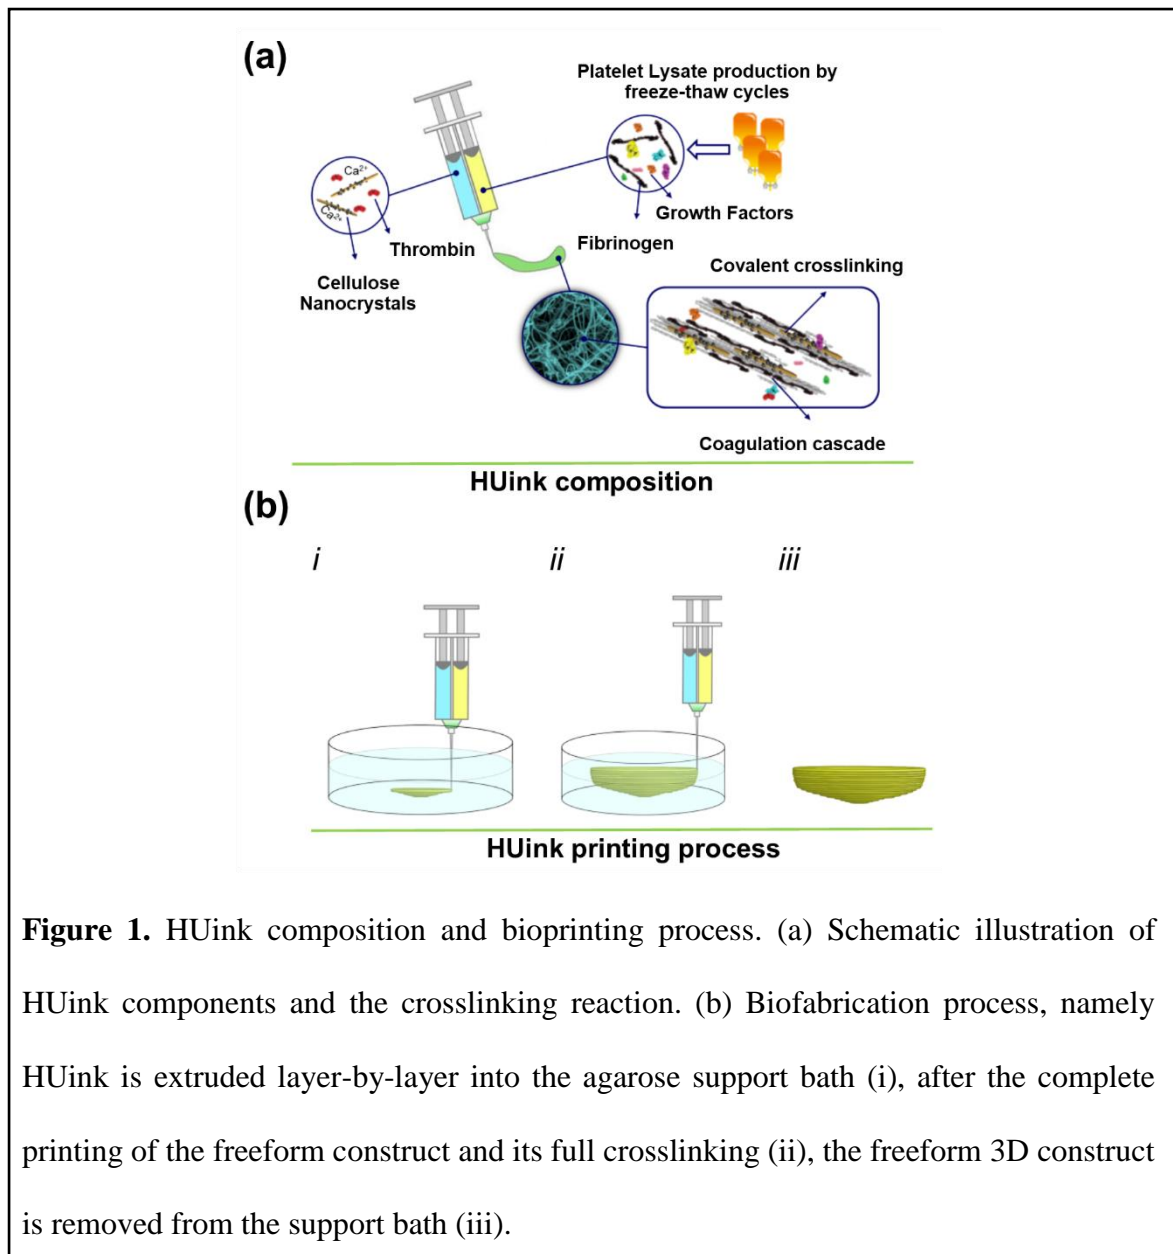 (a)
Platelet Lysate production by
freeze-thaw cycles
Ca²⁺
Ca²⁺
Thrombin
Cellulose
Nanocrystals
Growth Factors
Fibrinogen
Covalent crosslinking
Coagulation cascade
HUink composition
(b)
i ii iii
HUink printing process
Figure 1. HUink composition and bioprinting process. (a) Schematic illustration of
HUink components and the crosslinking reaction. (b) Biofabrication process, namely
HUink is extruded layer-by-layer into the agarose support bath (i), after the complete
printing of the freeform construct and its full crosslinking (ii), the freeform 3D construct
is removed from the support bath (iii).